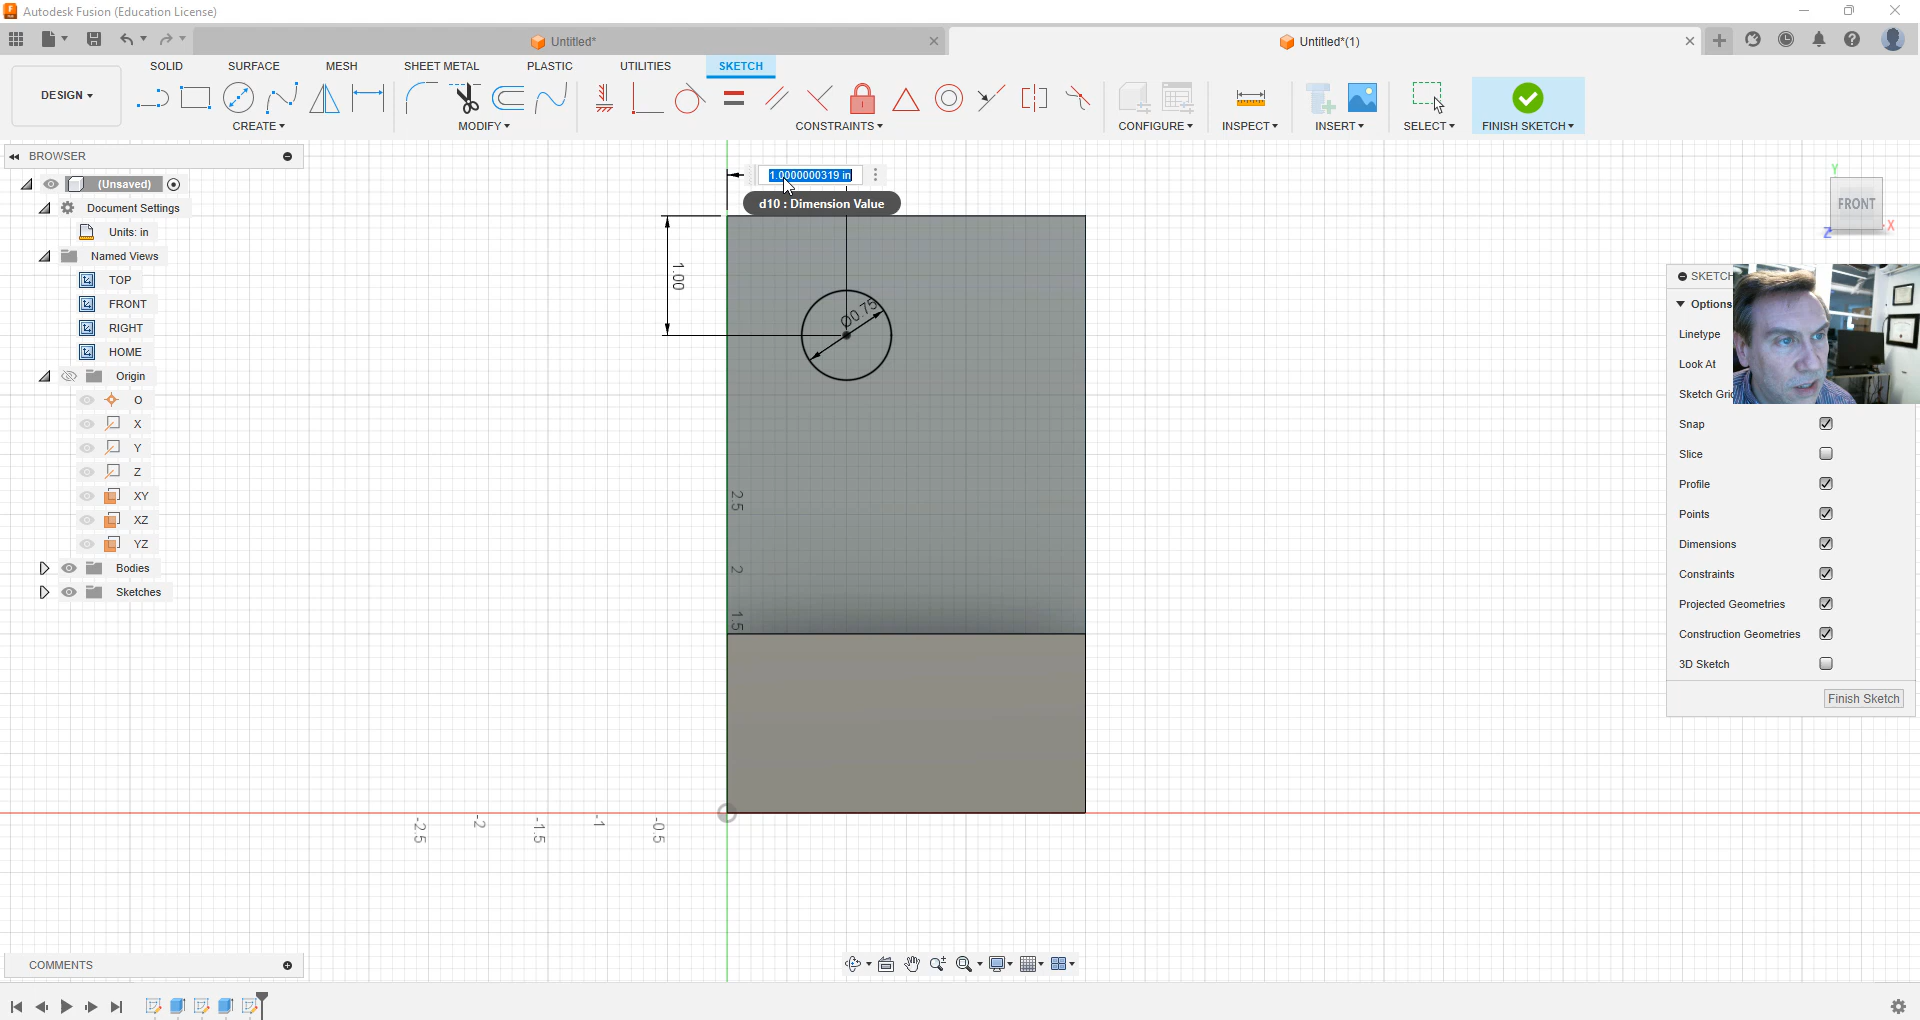 Autodesk Fusion (Education License)
Untitled*
Untitled*(1)
DESIGN
SOLID
SURFACE
MESH
SHEET METAL
PLASTIC
UTILITIES
SKETCH
CREATE
MODIFY
CONSTRAINTS
CONFIGURE
INSPECT
INSERT
SELECT
FINISH SKETCH
BROWSER
(Unsaved)
Document Settings
Units: in
Named Views
TOP
FRONT
RIGHT
HOME
Origin
O
X
Y
Z
XY
XZ
YZ
Bodies
Sketches
1.0000000319 in
d10 : Dimension Value
1.00
Ø0.75
2.5
2
1.5
-2.5
-2
-1.5
-1
-0.5
Y
FRONT
X
Z
SKETCH
Options
Linetype
Look At
Sketch Gri
Snap
Slice
Profile
Points
Dimensions
Constraints
Projected Geometries
Construction Geometries
3D Sketch
Finish Sketch
COMMENTS